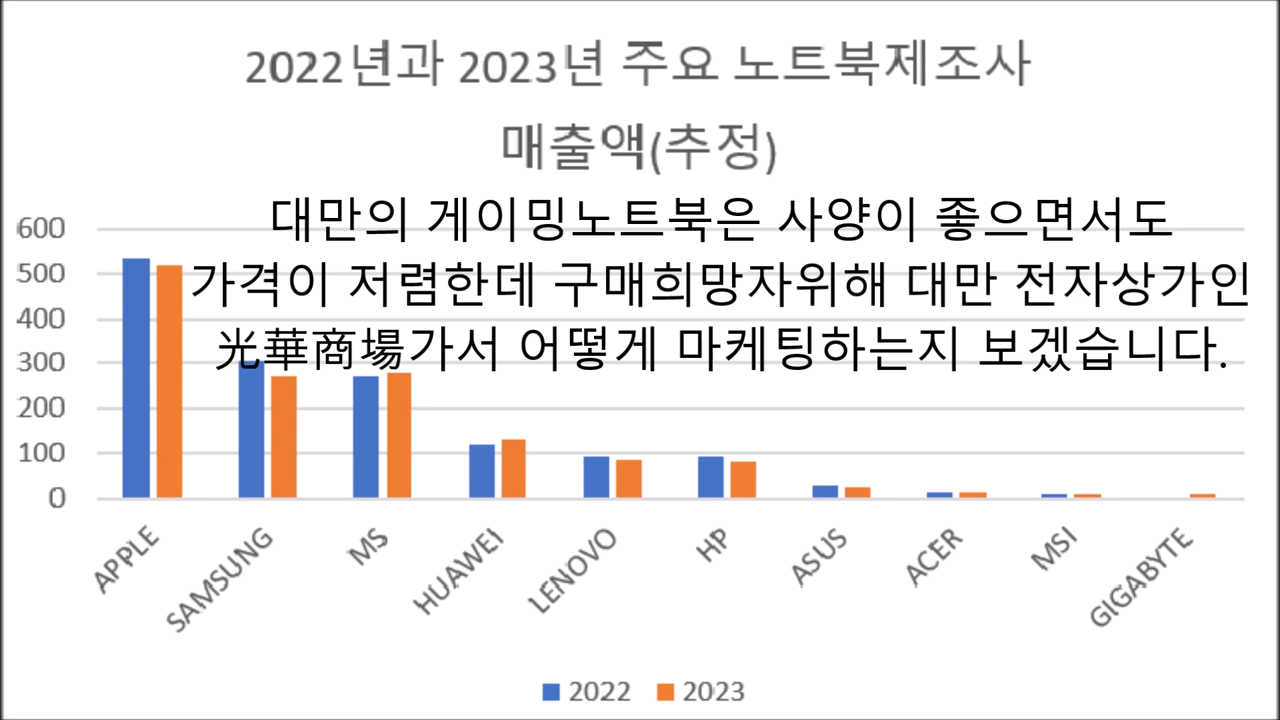 2022년과 2023년 주요 노트북제조사
매출액(추정)
대만의 게이밍노트북은 사양이 좋으면서도
가격이 저렴한데 구매희망자위해 대만 전자상가인
光華商場가서 어떻게 마케팅하는지 보겠습니다.
600
500
400
300
200
100
0
APPLE
SAMSUNG
MS
HUAWEI
LENOVO
HP
ASUS
ACER
MSI
GIGABYTE
2022 2023